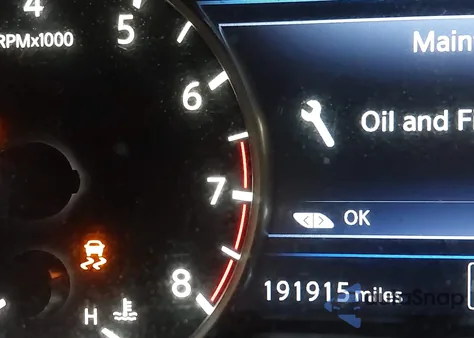 4
5
RPMx1000
6
7
8
H
Main
Oil and F
OK
191915 miles